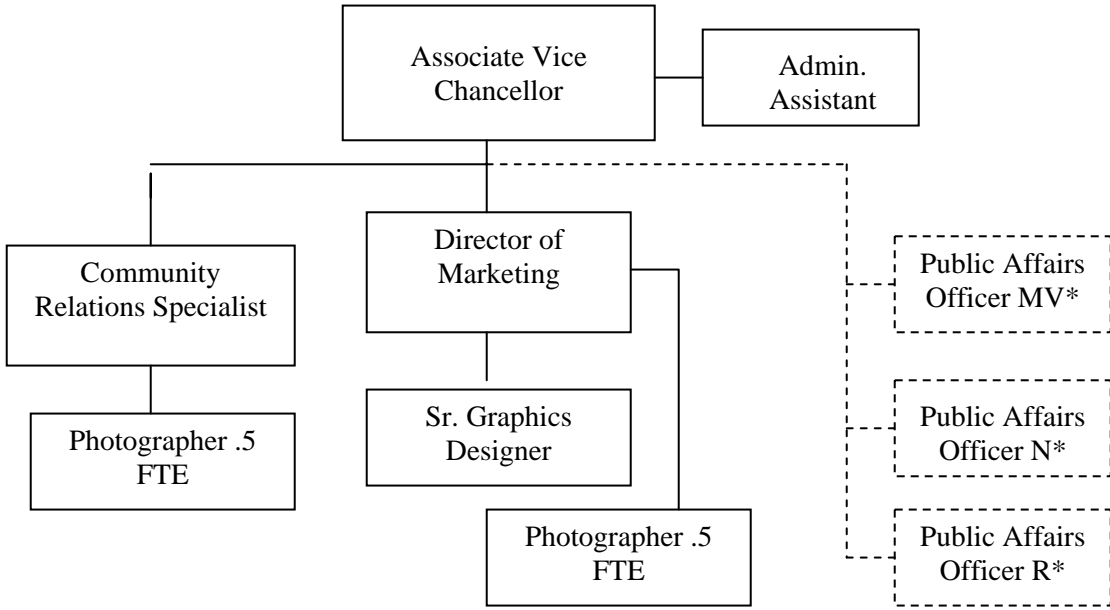 Associate Vice
Chancellor
Admin.
Assistant
Community
Relations Specialist
Director of
Marketing
Public Affairs
Officer MV*
Photographer .5
FTE
Sr. Graphics
Designer
Public Affairs
Officer N*
Photographer .5
FTE
Public Affairs
Officer R*